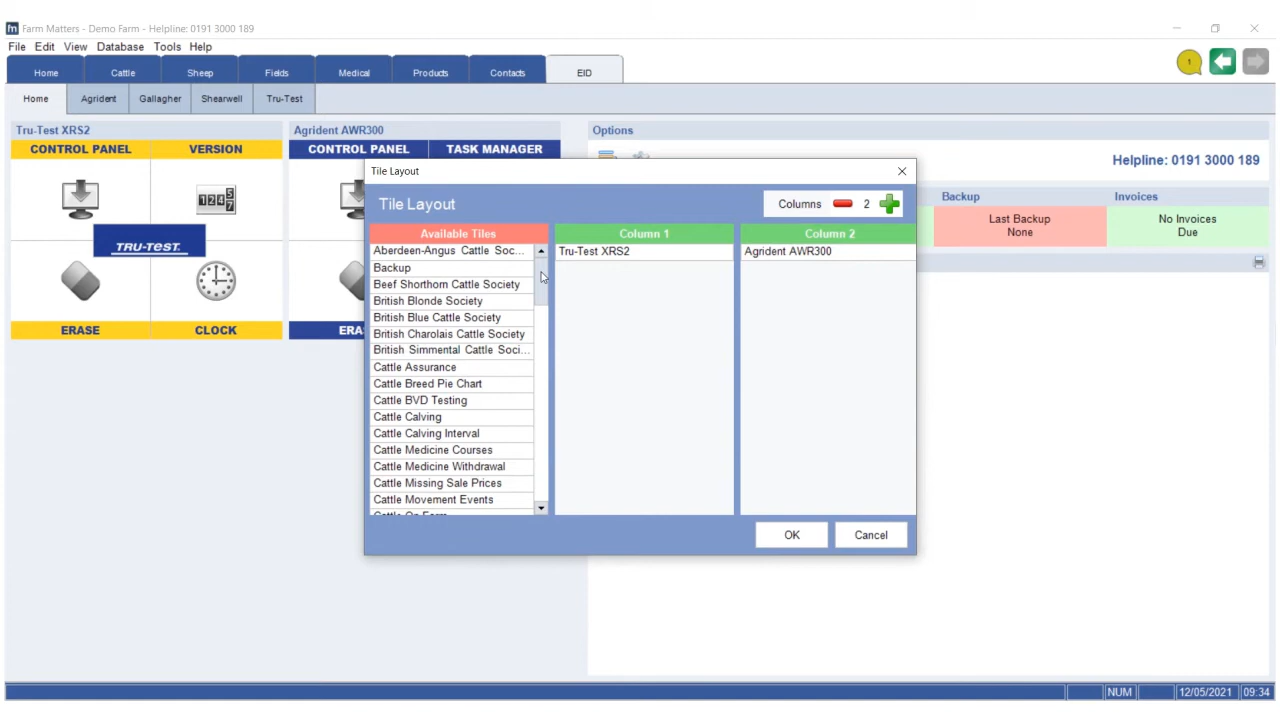 Farm Matters - Demo Farm - Helpline: 0191 3000 189
File Edit View Database Tools Help
Home Cattle Sheep Fields Medical Products Contacts EID
1
Home Agrident Gallagher Shearwell Tru-Test
Tru-Test XRS2
CONTROL PANEL VERSION
TRU-TEST
ERASE CLOCK
Agrident AWR300
CONTROL PANEL TASK MANAGER
Options
Helpline: 0191 3000 189
Backup
Last Backup
None
Invoices
No Invoices
Due
Tile Layout
Tile Layout
Columns 2
Available Tiles
Aberdeen-Angus Cattle Soc...
Backup
Beef Shorthorn Cattle Society
British Blonde Society
British Blue Cattle Society
British Charolais Cattle Society
British Simmental Cattle Soci...
Cattle Assurance
Cattle Breed Pie Chart
Cattle BVD Testing
Cattle Calving
Cattle Calving Interval
Cattle Medicine Courses
Cattle Medicine Withdrawal
Cattle Missing Sale Prices
Cattle Movement Events
Cattle On Farm
Column 1
Tru-Test XRS2
Column 2
Agrident AWR300
OK Cancel
ERA
NUM 12/05/2021 09:34